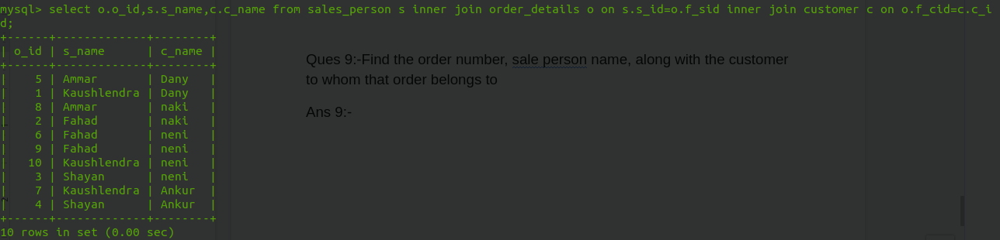 mysql> select o.o_id,s.s_name,c.c_name from sales_person s inner join order_details o on s.s_id=o.f_sid inner join customer c on o.f_cid=c.c_i
d;
+------+-------------+--------+
| o_id | s_name      | c_name |
+------+-------------+--------+
|    5 | Ammar       | Dany   |
|    1 | Kaushlendra | Dany   |
|    8 | Ammar       | naki   |
|    2 | Fahad       | naki   |
|    6 | Fahad       | neni   |
|    9 | Fahad       | neni   |
|   10 | Kaushlendra | neni   |
|    3 | Shayan      | neni   |
|    7 | Kaushlendra | Ankur  |
|    4 | Shayan      | Ankur  |
+------+-------------+--------+
10 rows in set (0.00 sec)
Ques 9:-Find the order number, sale person name, along with the customer
to whom that order belongs to
Ans 9:-